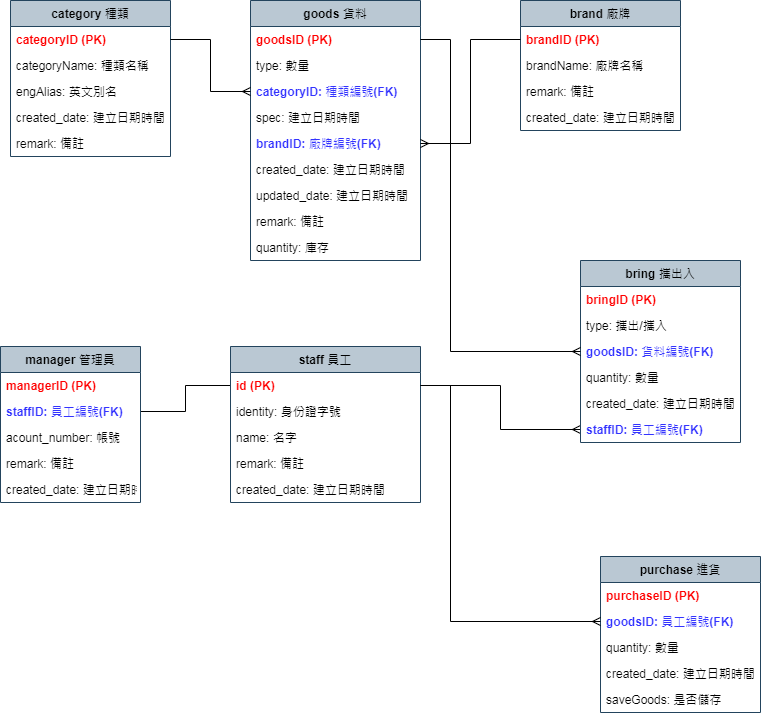 category 種類
categoryID (PK)
categoryName: 種類名稱
engAlias: 英文別名
created_date: 建立日期時間
remark: 備註
goods 貨料
goodsID (PK)
type: 數量
categoryID: 種類編號(FK)
spec: 建立日期時間
brandID: 廠牌編號(FK)
created_date: 建立日期時間
updated_date: 建立日期時間
remark: 備註
quantity: 庫存
brand 廠牌
brandID (PK)
brandName: 廠牌名稱
remark: 備註
created_date: 建立日期時間
bring 攜出入
bringID (PK)
type: 攜出/攜入
goodsID: 貨料編號(FK)
quantity: 數量
created_date: 建立日期時間
staffID: 員工編號(FK)
manager 管理員
managerID (PK)
staffID: 員工編號(FK)
acount_number: 帳號
remark: 備註
created_date: 建立日期時
staff 員工
id (PK)
identity: 身份證字號
name: 名字
remark: 備註
created_date: 建立日期時間
purchase 進貨
purchaseID (PK)
goodsID: 員工編號(FK)
quantity: 數量
created_date: 建立日期時間
saveGoods: 是否儲存